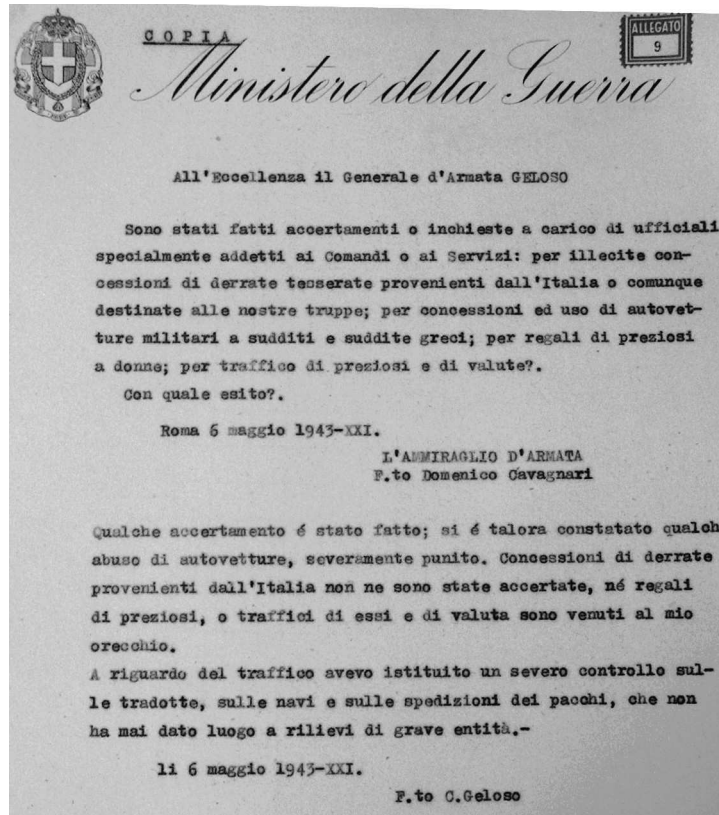 COPIA
ALLEGATO
9
Ministero della Guerra
All'Eccellenza il Generale d'Armata GELOSO
Sono stati fatti accertamenti o inchieste a carico di ufficiali
specialmente addetti ai Comandi o ai Servizi: per illecite con-
cessioni di derrate tesserate provenienti dall'Italia o comunque
destinate alle nostre truppe; per concessioni ed uso di autovet-
ture militari a sudditi e suddite greci; per regali di preziosi
a donne; per traffico di preziosi e di valute?.
Con quale esito?.
Roma 6 maggio 1943-XXI.
L'AMMIRAGLIO D'ARMATA
F.to Domenico Cavagnari
Qualche accertamento é stato fatto; si é talora constatato qualch
abuso di autovetture, severamente punito. Concessioni di derrate
provenienti dall'Italia non ne sono state accertate, né regali
di preziosi, o traffici di essi e di valuta sono venuti al mio
orecchio.
A riguardo del traffico avevo istituito un severo controllo sul-
le tradotte, sulle navi e sulle spedizioni dei pacchi, che non
ha mai dato luogo a rilievi di grave entità.-
li 6 maggio 1943-XXI.
F.to C.Geloso